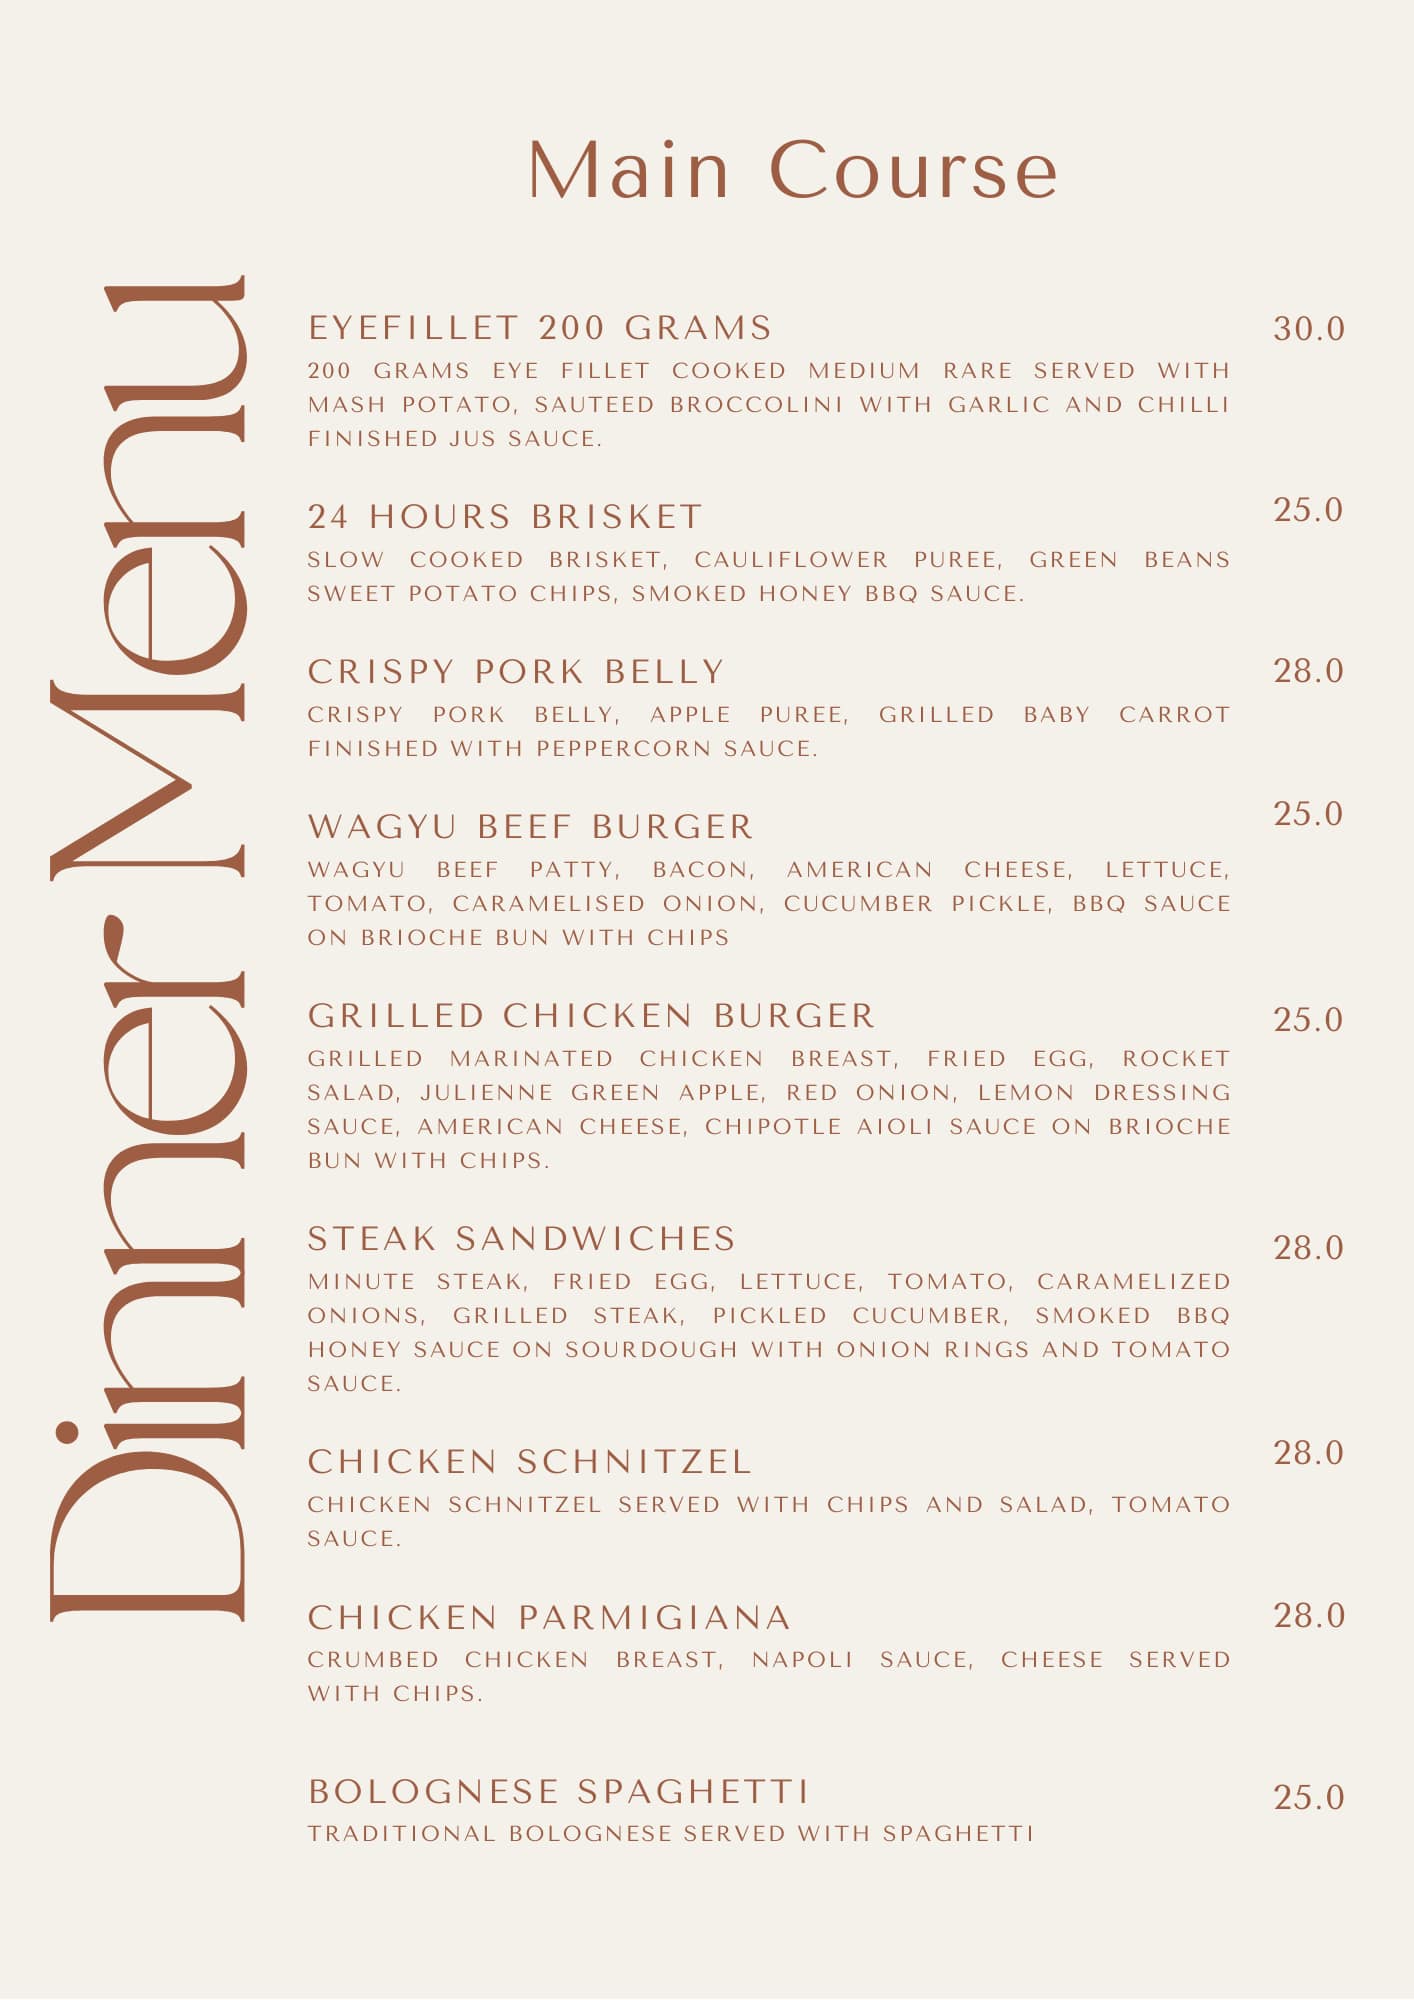 Main Course
Dinner Menu
EYEFILLET 200 GRAMS 30.0
200 GRAMS EYE FILLET COOKED MEDIUM RARE SERVED WITH
MASH POTATO, SAUTEED BROCCOLINI WITH GARLIC AND CHILLI
FINISHED JUS SAUCE.
24 HOURS BRISKET 25.0
SLOW COOKED BRISKET, CAULIFLOWER PUREE, GREEN BEANS
SWEET POTATO CHIPS, SMOKED HONEY BBQ SAUCE.
CRISPY PORK BELLY 28.0
CRISPY PORK BELLY, APPLE PUREE, GRILLED BABY CARROT
FINISHED WITH PEPPERCORN SAUCE.
WAGYU BEEF BURGER 25.0
WAGYU BEEF PATTY, BACON, AMERICAN CHEESE, LETTUCE,
TOMATO, CARAMELISED ONION, CUCUMBER PICKLE, BBQ SAUCE
ON BRIOCHE BUN WITH CHIPS
GRILLED CHICKEN BURGER 25.0
GRILLED MARINATED CHICKEN BREAST, FRIED EGG, ROCKET
SALAD, JULIENNE GREEN APPLE, RED ONION, LEMON DRESSING
SAUCE, AMERICAN CHEESE, CHIPOTLE AIOLI SAUCE ON BRIOCHE
BUN WITH CHIPS.
STEAK SANDWICHES 28.0
MINUTE STEAK, FRIED EGG, LETTUCE, TOMATO, CARAMELIZED
ONIONS, GRILLED STEAK, PICKLED CUCUMBER, SMOKED BBQ
HONEY SAUCE ON SOURDOUGH WITH ONION RINGS AND TOMATO
SAUCE.
CHICKEN SCHNITZEL 28.0
CHICKEN SCHNITZEL SERVED WITH CHIPS AND SALAD, TOMATO
SAUCE.
CHICKEN PARMIGIANA 28.0
CRUMBED CHICKEN BREAST, NAPOLI SAUCE, CHEESE SERVED
WITH CHIPS.
BOLOGNESE SPAGHETTI 25.0
TRADITIONAL BOLOGNESE SERVED WITH SPAGHETTI